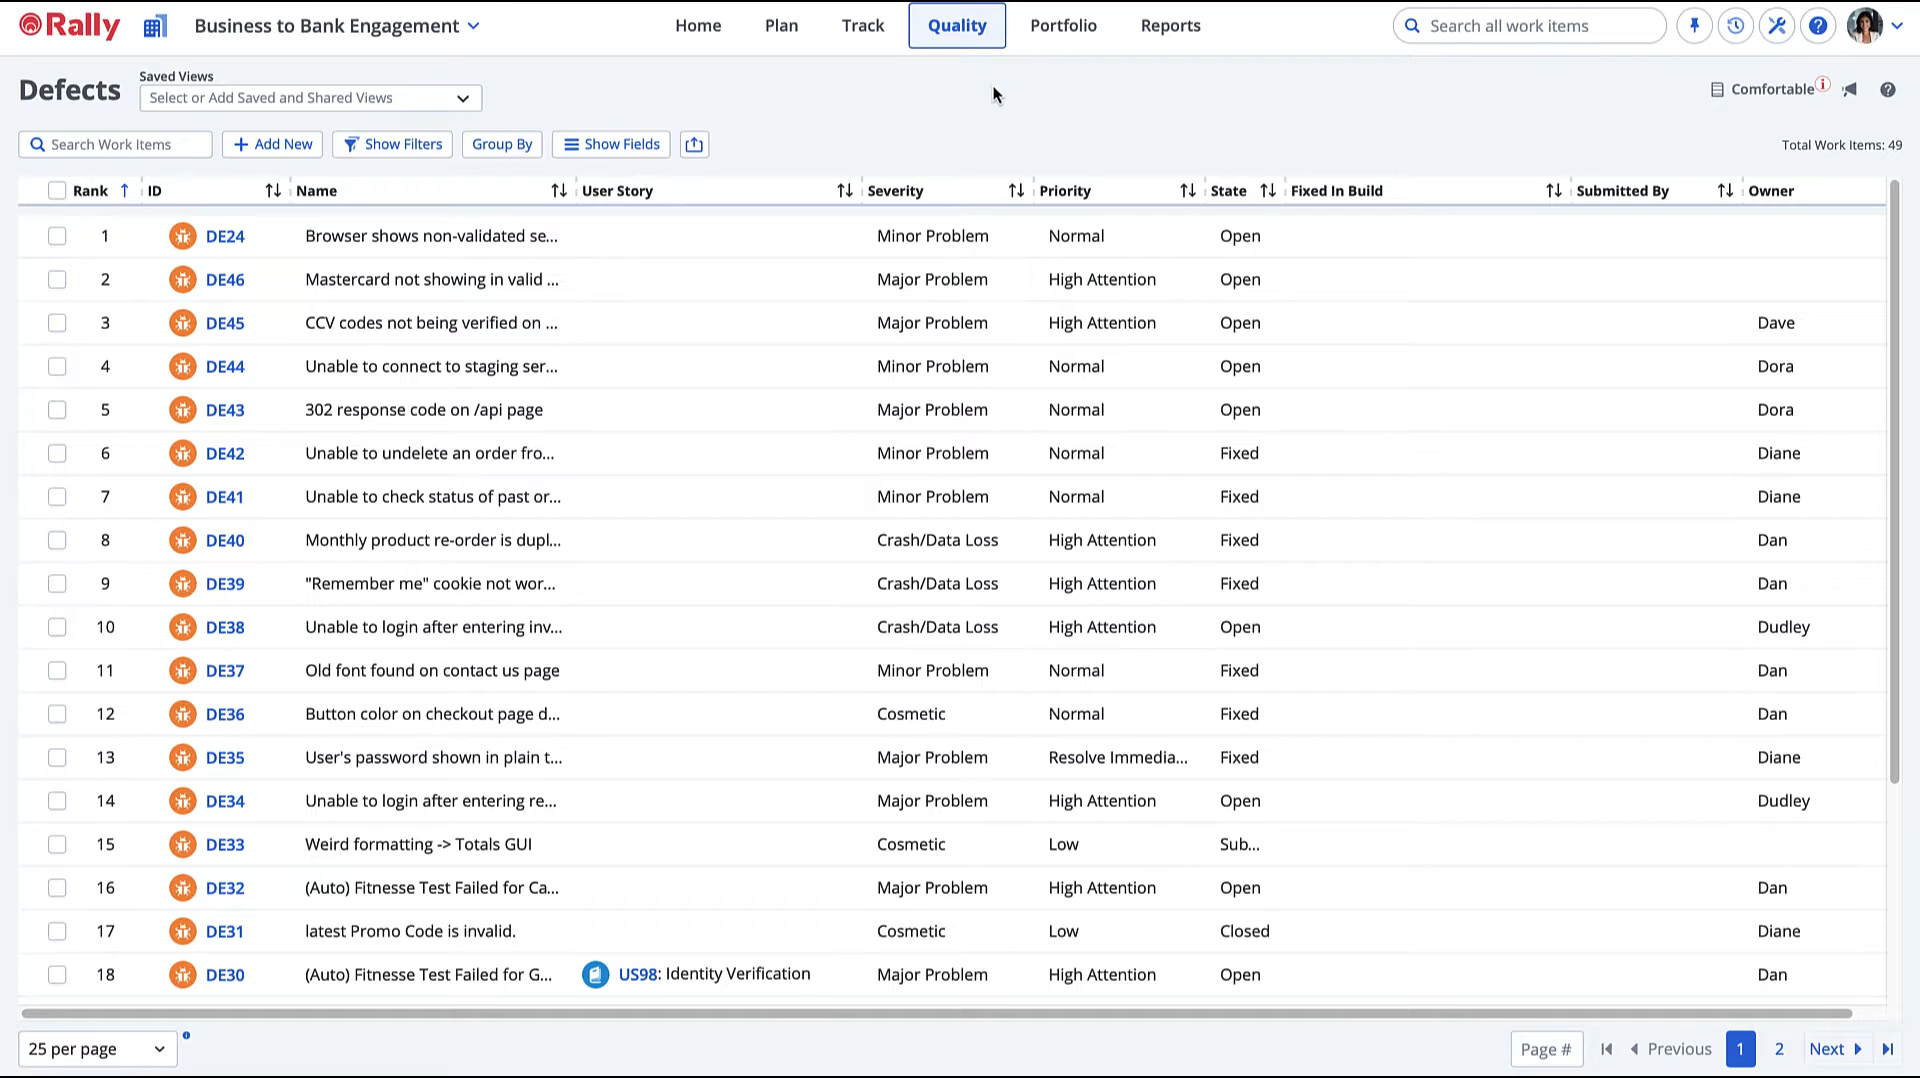 Rally Business to Bank Engagement Home Plan Track Quality Portfolio Reports Search all work items
Defects Saved Views
Select or Add Saved and Shared Views Comfortable
Search Work Items Add New Show Filters Group By Show Fields Total Work Items: 49
Rank ID Name User Story Severity Priority State Fixed In Build Submitted By Owner
1 DE24 Browser shows non-validated se... Minor Problem Normal Open
2 DE46 Mastercard not showing in valid ... Major Problem High Attention Open
3 DE45 CCV codes not being verified on ... Major Problem High Attention Open Dave
4 DE44 Unable to connect to staging ser... Minor Problem Normal Open Dora
5 DE43 302 response code on /api page Major Problem Normal Open Dora
6 DE42 Unable to undelete an order fro... Minor Problem Normal Fixed Diane
7 DE41 Unable to check status of past or... Minor Problem Normal Fixed Diane
8 DE40 Monthly product re-order is dupl... Crash/Data Loss High Attention Fixed Dan
9 DE39 "Remember me" cookie not wor... Crash/Data Loss High Attention Fixed Dan
10 DE38 Unable to login after entering inv... Crash/Data Loss High Attention Open Dudley
11 DE37 Old font found on contact us page Minor Problem Normal Fixed Dan
12 DE36 Button color on checkout page d... Cosmetic Normal Fixed Dan
13 DE35 User's password shown in plain t... Major Problem Resolve Immedia... Fixed Diane
14 DE34 Unable to login after entering re... Major Problem High Attention Open Dudley
15 DE33 Weird formatting -> Totals GUI Cosmetic Low Sub...
16 DE32 (Auto) Fitnesse Test Failed for Ca... Major Problem High Attention Open Dan
17 DE31 latest Promo Code is invalid. Cosmetic Low Closed Diane
18 DE30 (Auto) Fitnesse Test Failed for G... US98: Identity Verification Major Problem High Attention Open Dan
25 per page Page # Previous 1 2 Next